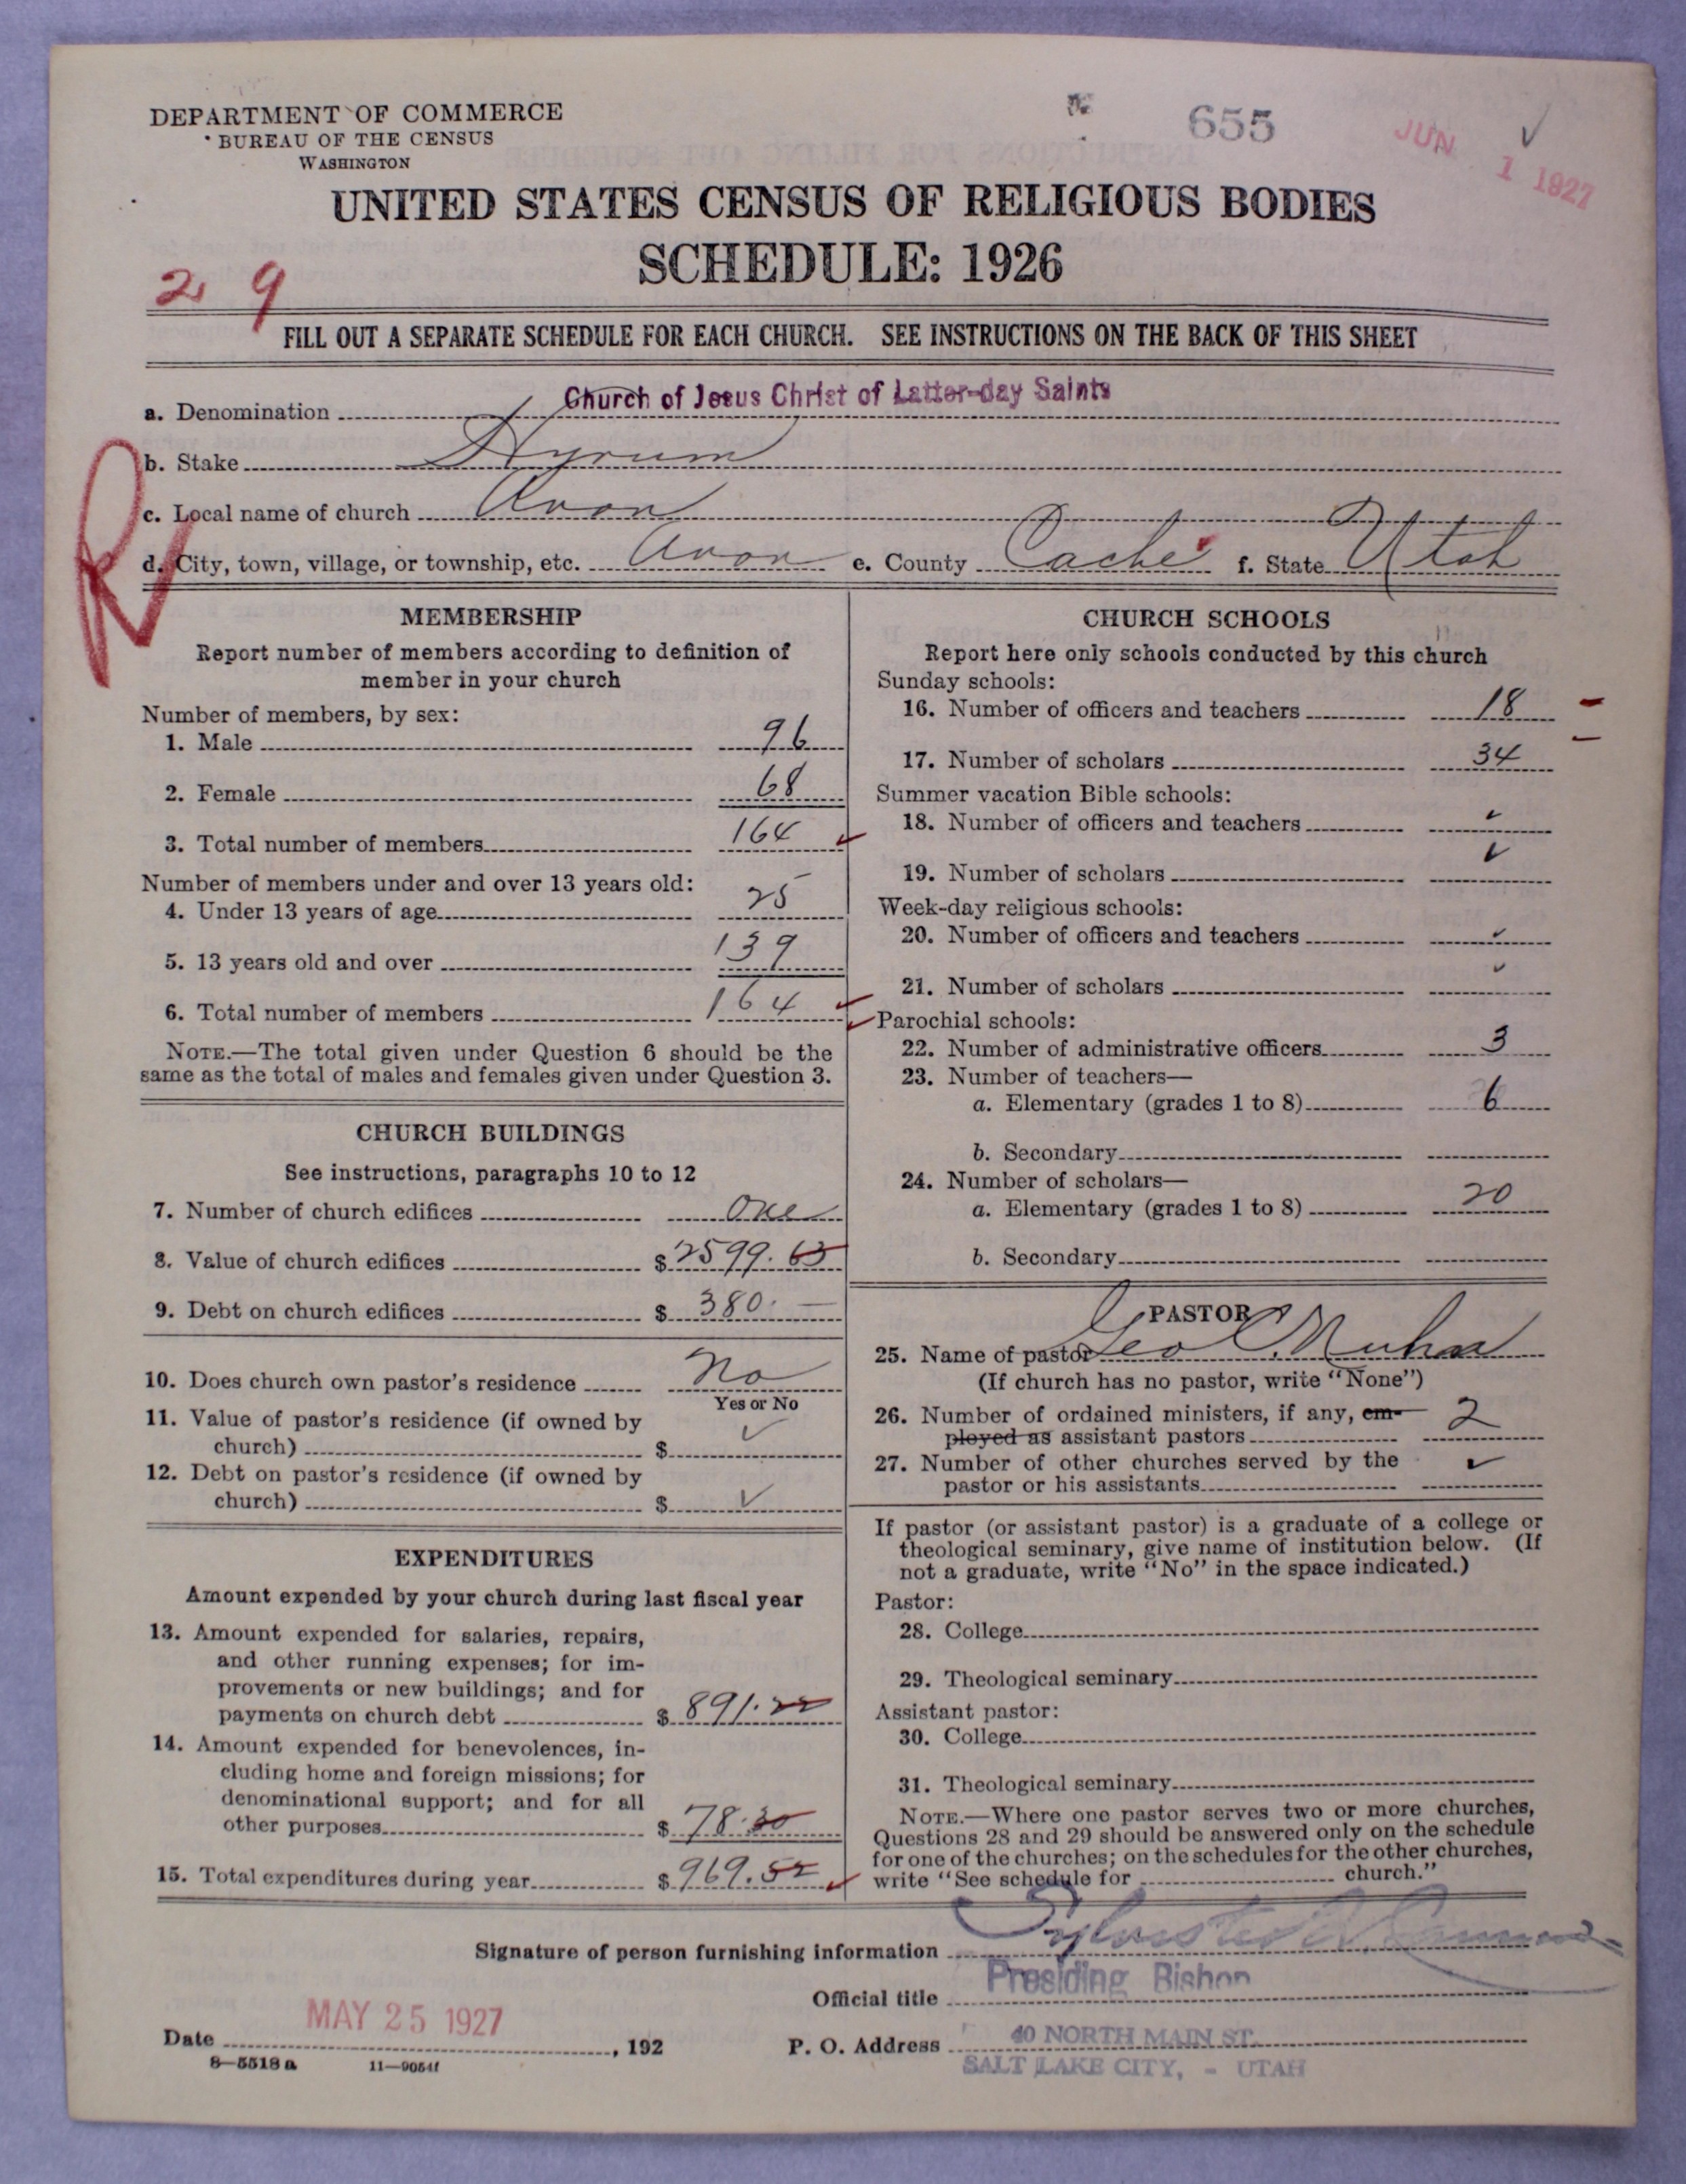 DEPARTMENT OF COMMERCE
BUREAU OF THE CENSUS
WASHINGTON
655
JUN 1 1927
UNITED STATES CENSUS OF RELIGIOUS BODIES
SCHEDULE: 1926
29
FILL OUT A SEPARATE SCHEDULE FOR EACH CHURCH. SEE INSTRUCTIONS ON THE BACK OF THIS SHEET
a. Denomination Church of Jesus Christ of Latter-day Saints
b. Stake Hyrum
R
c. Local name of church Avon
d. City, town, village, or township, etc. Avon e. County Cache f. State Utah
MEMBERSHIP
Report number of members according to definition of
member in your church
Number of members, by sex:
1. Male 96
2. Female 68
3. Total number of members 164
Number of members under and over 13 years old:
4. Under 13 years of age 25
5. 13 years old and over 139
6. Total number of members 164
NOTE.—The total given under Question 6 should be the
same as the total of males and females given under Question 3.
CHURCH BUILDINGS
See instructions, paragraphs 10 to 12
7. Number of church edifices One
8. Value of church edifices $2599.63
9. Debt on church edifices $380.—
10. Does church own pastor's residence No
Yes or No
11. Value of pastor's residence (if owned by
church) $ ✓
12. Debt on pastor's residence (if owned by
church) $ ✓
EXPENDITURES
Amount expended by your church during last fiscal year
13. Amount expended for salaries, repairs,
and other running expenses; for im-
provements or new buildings; and for
payments on church debt $891.22
14. Amount expended for benevolences, in-
cluding home and foreign missions; for
denominational support; and for all
other purposes $78.30
15. Total expenditures during year $969.52
CHURCH SCHOOLS
Report here only schools conducted by this church
Sunday schools:
16. Number of officers and teachers 18
17. Number of scholars 34
Summer vacation Bible schools:
18. Number of officers and teachers ✓
19. Number of scholars ✓
Week-day religious schools:
20. Number of officers and teachers ✓
21. Number of scholars ✓
Parochial schools:
22. Number of administrative officers 3
23. Number of teachers—
a. Elementary (grades 1 to 8) 6
b. Secondary
24. Number of scholars—
a. Elementary (grades 1 to 8) 20
b. Secondary
PASTOR
25. Name of pastor Geo C.
(If church has no pastor, write "None")
26. Number of ordained ministers, if any, em-
ployed as assistant pastors 2
27. Number of other churches served by the
pastor or his assistants ✓
If pastor (or assistant pastor) is a graduate of a college or
theological seminary, give name of institution below. (If
not a graduate, write "No" in the space indicated.)
Pastor:
28. College
29. Theological seminary
Assistant pastor:
30. College
31. Theological seminary
NOTE.—Where one pastor serves two or more churches,
Questions 28 and 29 should be answered only on the schedule
for one of the churches; on the schedules for the other churches,
write "See schedule for church."
Signature of person furnishing information
Official title Presiding Bishop
Date MAY 25 1927, 192
P. O. Address 40 NORTH MAIN ST.
SALT LAKE CITY, - UTAH
8—5518 a 11—9054f